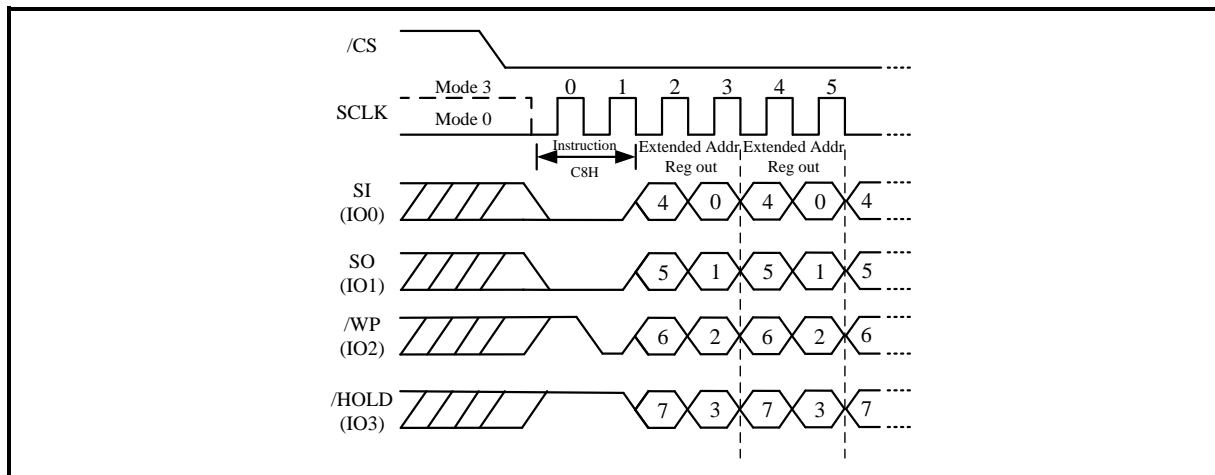 /CS
Mode 3
0 1 2 3 4 5
SCLK
Mode 0
Instruction
C8H
Extended Addr
Reg out
Extended Addr
Reg out
SI
(IO0)
4 0 4 0 4
SO
(IO1)
5 1 5 1 5
/WP
(IO2)
6 2 6 2 6
/HOLD
(IO3)
7 3 7 3 7